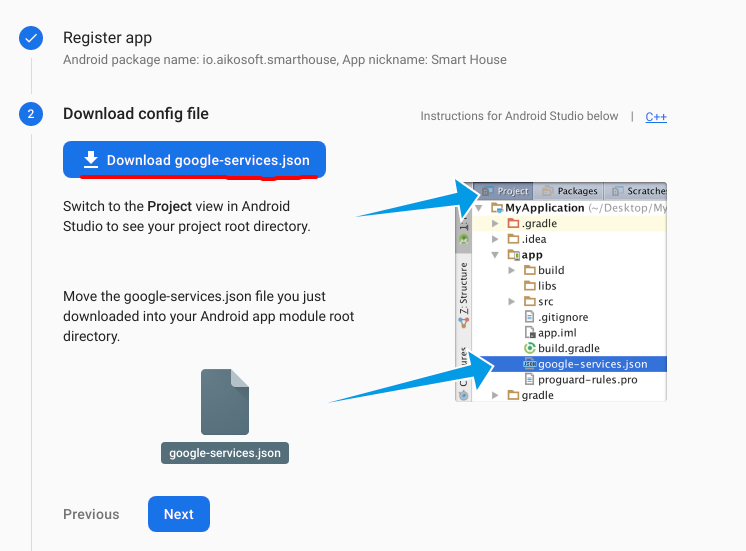 Register app
Android package name: io.aikosoft.smarthouse, App nickname: Smart House
2
Download config file
Instructions for Android Studio below | C++
Download google-services.json
Switch to the Project view in Android
Studio to see your project root directory.
Move the google-services.json file you just
downloaded into your Android app module root
directory.
google-services.json
Project
Packages
Scratches
MyApplication (~/Desktop/My
.gradle
.idea
app
build
libs
src
.gitignore
app.iml
build.gradle
google-services.json
proguard-rules.pro
gradle
Z: Structure
Previous
Next